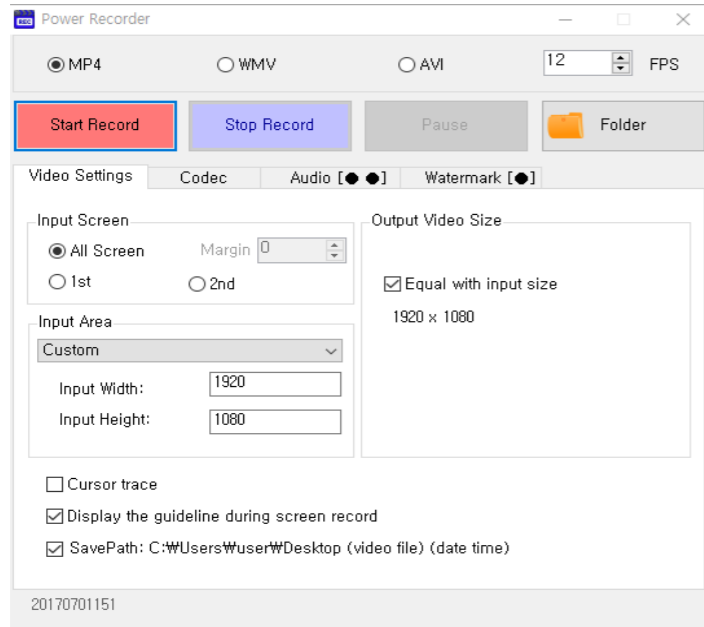 REC Power Recorder
MP4 WMV AVI 12 FPS
Start Record Stop Record Pause Folder
Video Settings Codec Audio [● ●] Watermark [●]
Input Screen
All Screen Margin 0
1st 2nd
Input Area
Custom
Input Width: 1920
Input Height: 1080
Output Video Size
Equal with input size
1920 x 1080
Cursor trace
Display the guideline during screen record
SavePath: C:₩Users₩user₩Desktop (video file) (date time)
20170701151